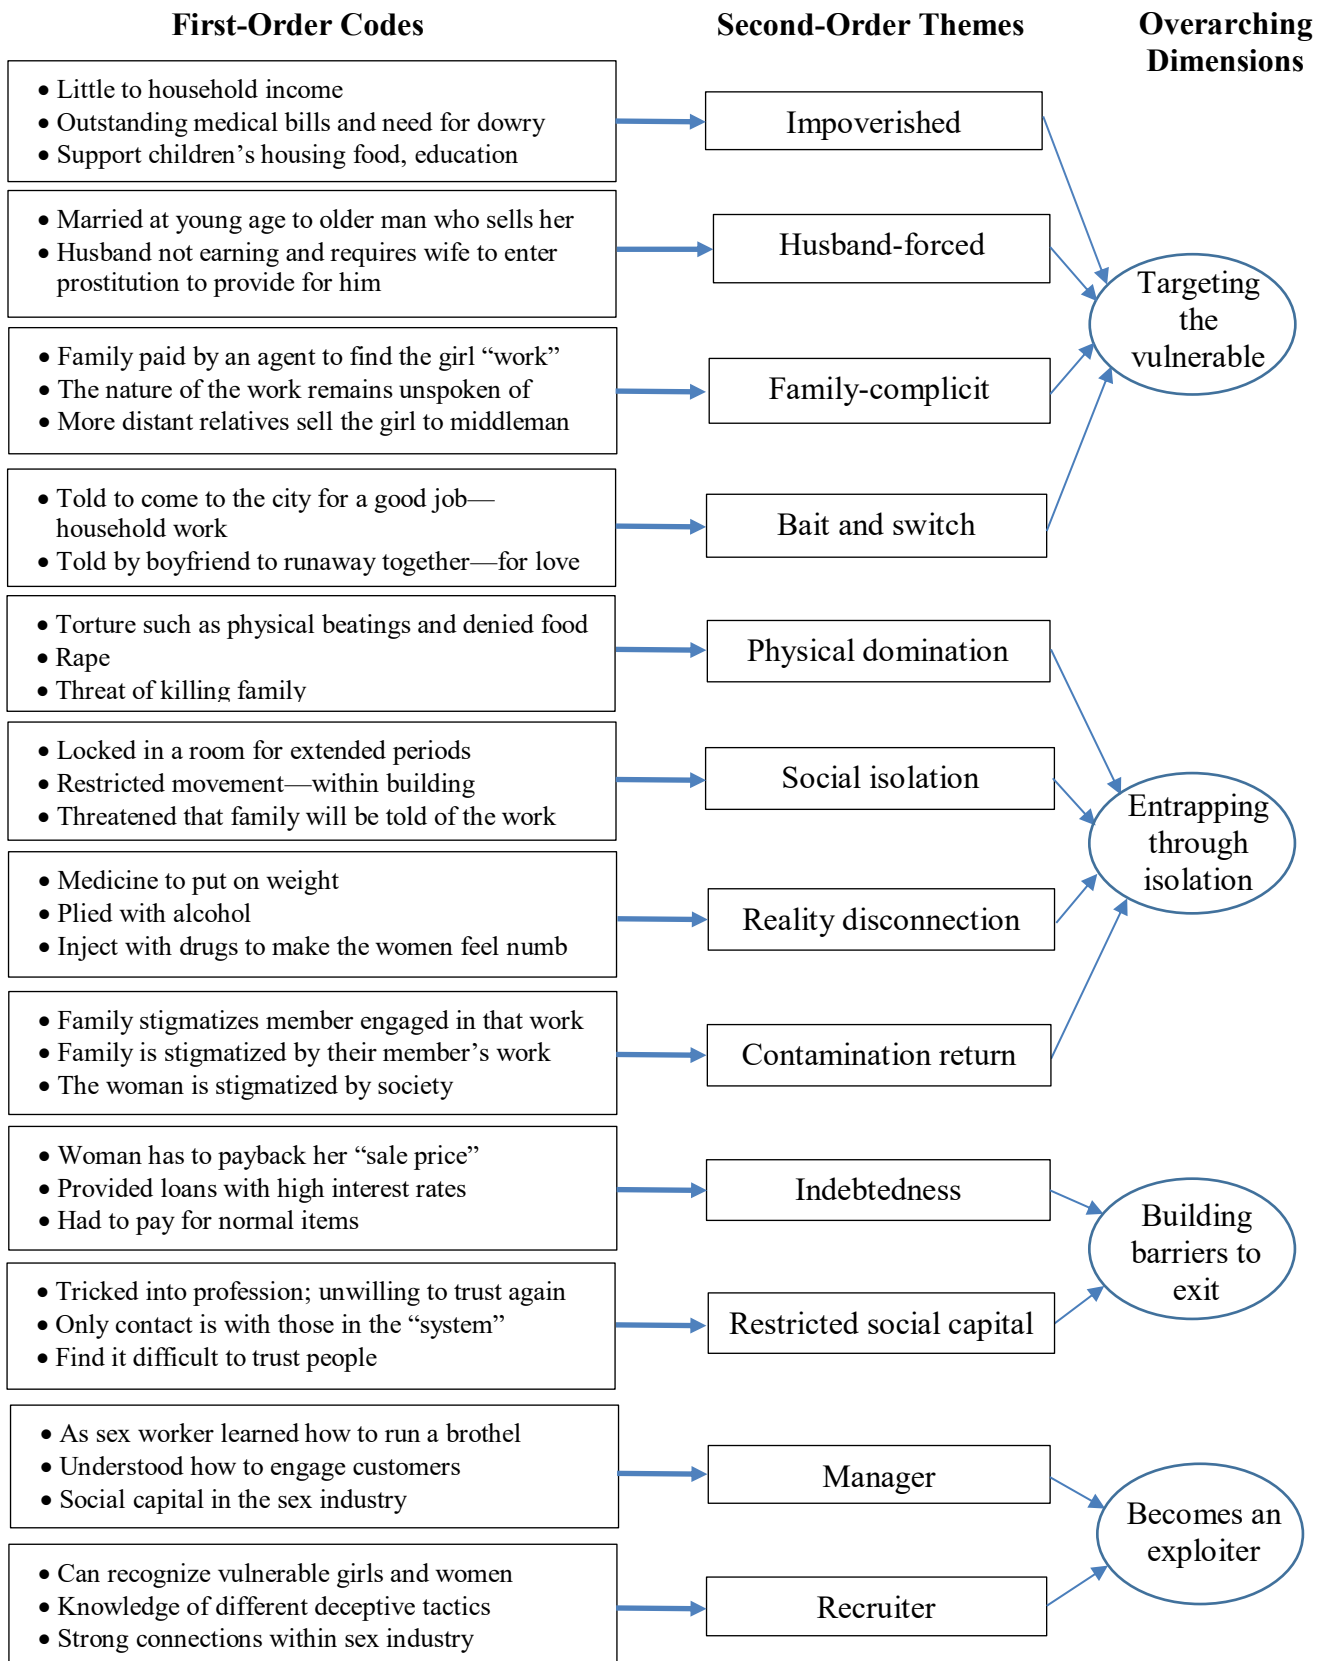 First-Order Codes
Second-Order Themes
Overarching
Dimensions
• Little to household income
• Outstanding medical bills and need for dowry
• Support children’s housing food, education
Impoverished
• Married at young age to older man who sells her
• Husband not earning and requires wife to enter
prostitution to provide for him
Husband-forced
• Family paid by an agent to find the girl “work”
• The nature of the work remains unspoken of
• More distant relatives sell the girl to middleman
Family-complicit
• Told to come to the city for a good job—
household work
• Told by boyfriend to runaway together—for love
Bait and switch
Targeting
the
vulnerable
• Torture such as physical beatings and denied food
• Rape
• Threat of killing family
Physical domination
• Locked in a room for extended periods
• Restricted movement—within building
• Threatened that family will be told of the work
Social isolation
• Medicine to put on weight
• Plied with alcohol
• Inject with drugs to make the women feel numb
Reality disconnection
• Family stigmatizes member engaged in that work
• Family is stigmatized by their member’s work
• The woman is stigmatized by society
Contamination return
Entrapping
through
isolation
• Woman has to payback her “sale price”
• Provided loans with high interest rates
• Had to pay for normal items
Indebtedness
• Tricked into profession; unwilling to trust again
• Only contact is with those in the “system”
• Find it difficult to trust people
Restricted social capital
Building
barriers to
exit
• As sex worker learned how to run a brothel
• Understood how to engage customers
• Social capital in the sex industry
Manager
• Can recognize vulnerable girls and women
• Knowledge of different deceptive tactics
• Strong connections within sex industry
Recruiter
Becomes an
exploiter